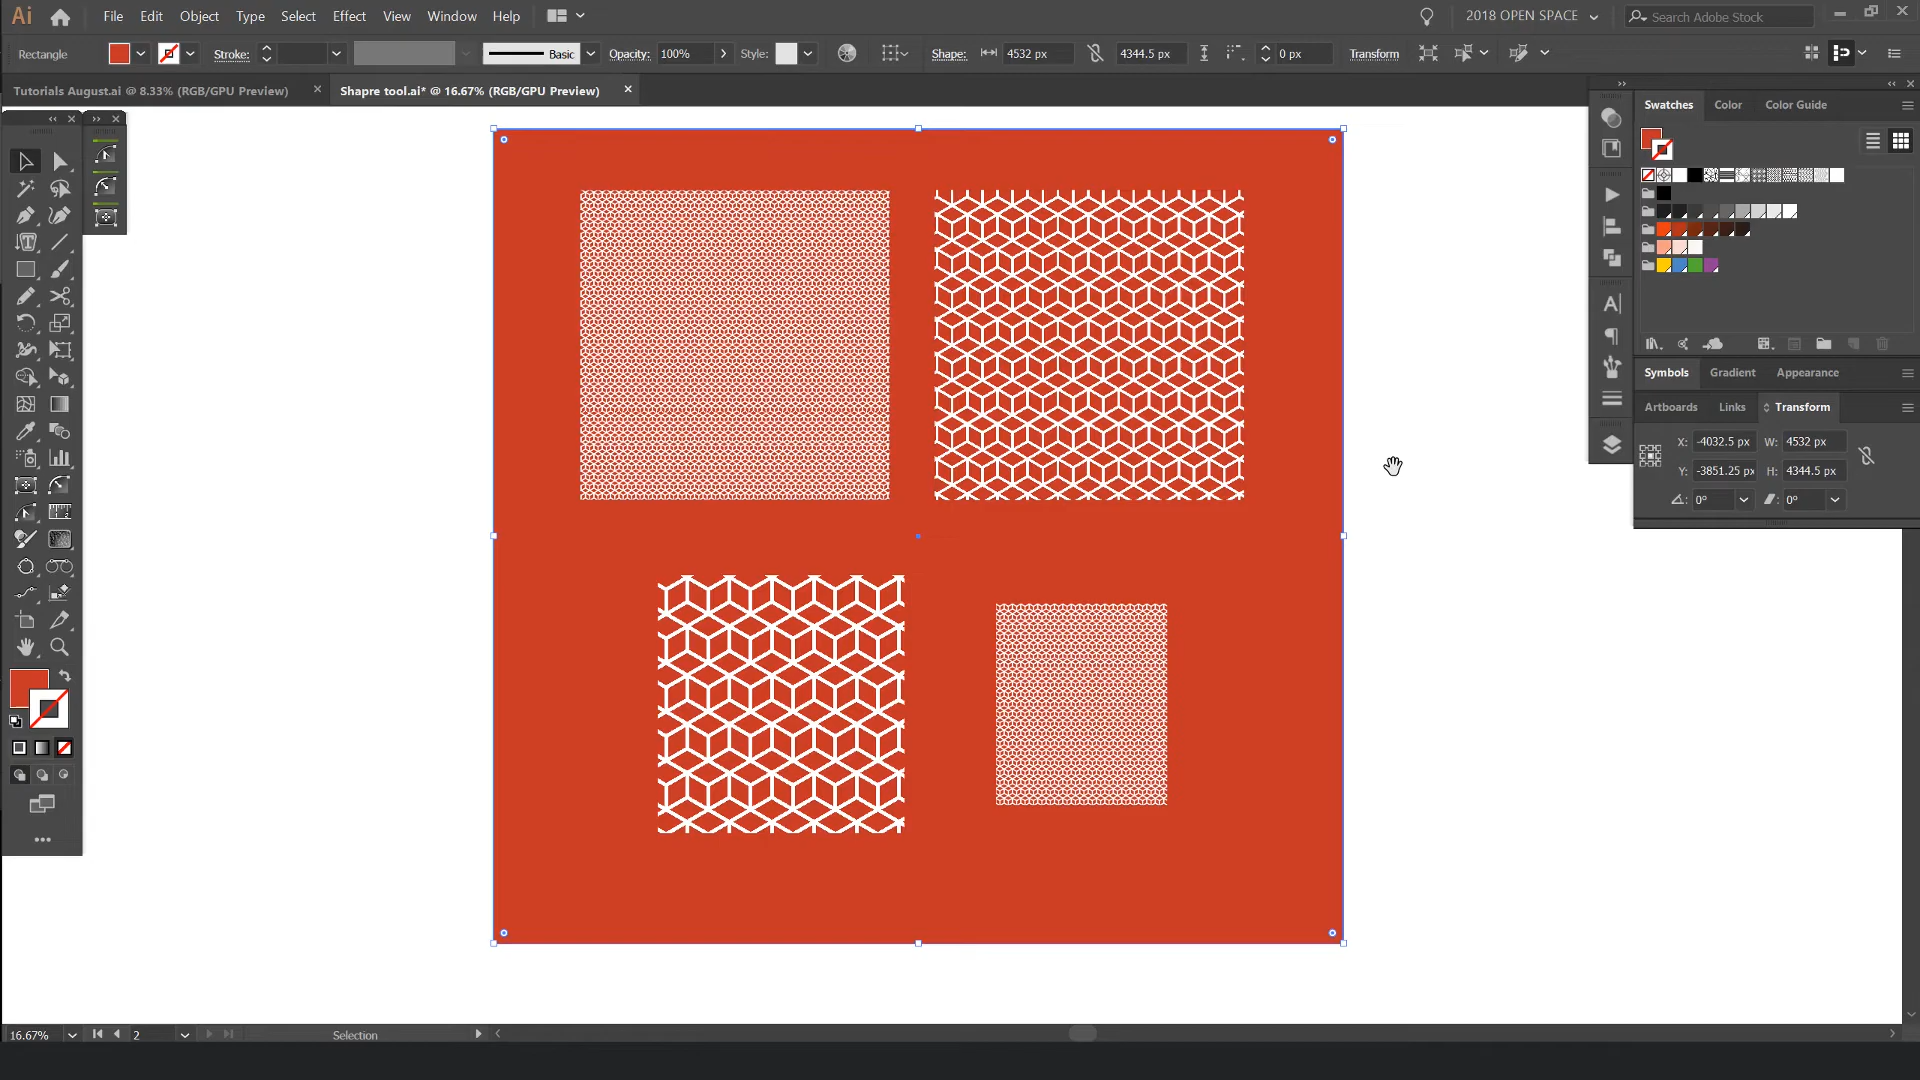 Ai File Edit Object Type Select Effect View Window Help 2018 OPEN SPACE Search Adobe Stock
Rectangle Stroke: Basic Opacity: 100% Style: Shape: 4532 px 4344.5 px 0 px Transform
Tutorials August.ai @ 8.33% (RGB/GPU Preview) Shapre tool.ai* @ 16.67% (RGB/GPU Preview)
Swatches Color Color Guide
Symbols Gradient Appearance
Artboards Links Transform
X: -4032.5 px W: 4532 px
Y: -3851.25 px H: 4344.5 px
0° 0°
16.67% 2 Selection